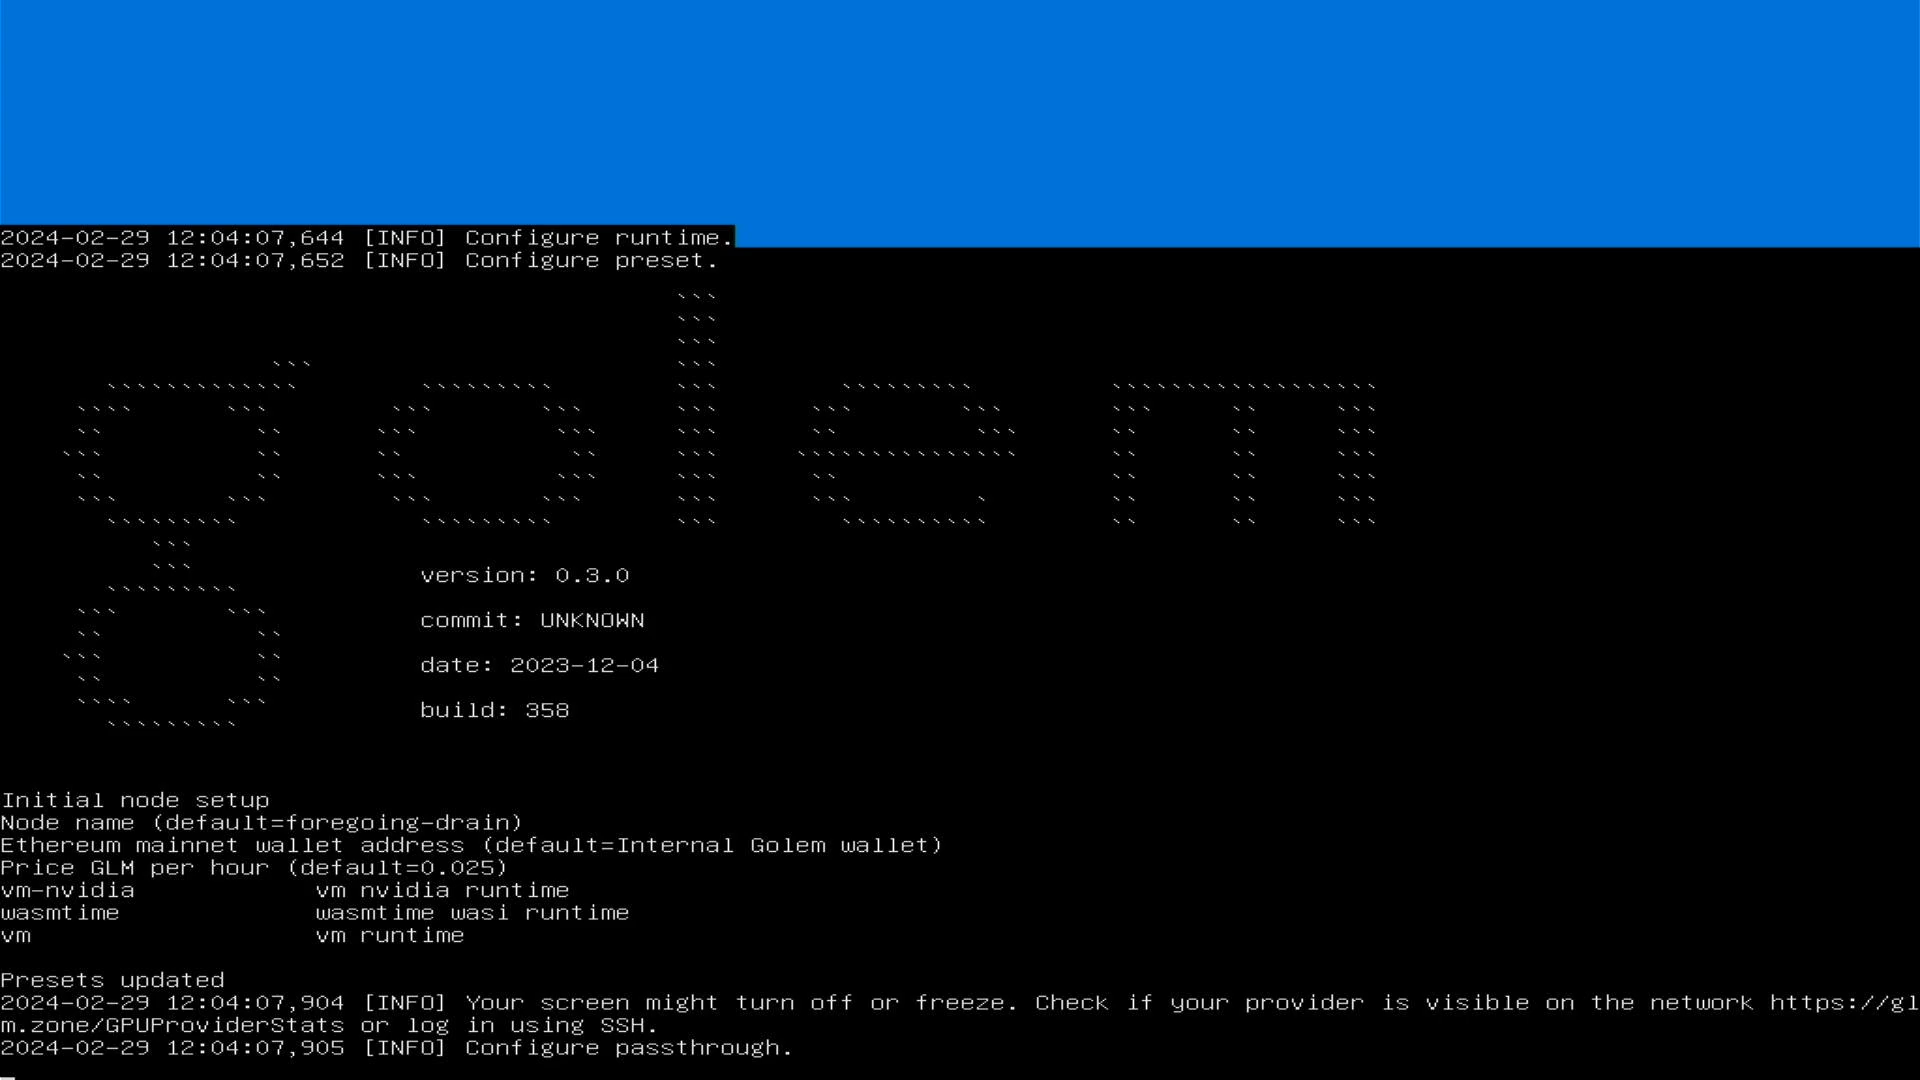 2024-02-29 12:04:07,644 [INFO] Configure runtime.
2024-02-29 12:04:07,652 [INFO] Configure preset.
golem
version: 0.3.0
commit: UNKNOWN
date: 2023-12-04
build: 358
Initial node setup
Node name (default=foregoing-drain)
Ethereum mainnet wallet address (default=Internal Golem wallet)
Price GLM per hour (default=0.025)
vm-nvidia vm nvidia runtime
wasmtime wasmtime wasi runtime
vm vm runtime
Presets updated
2024-02-29 12:04:07,904 [INFO] Your screen might turn off or freeze. Check if your provider is visible on the network https://gl
m.zone/GPUProviderStats or log in using SSH.
2024-02-29 12:04:07,905 [INFO] Configure passthrough.